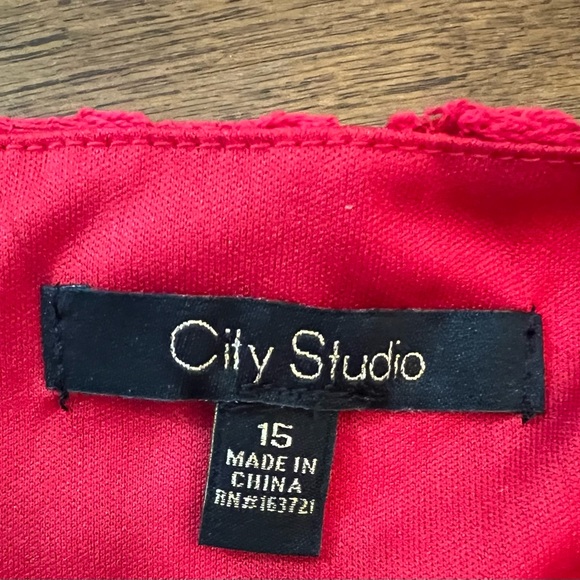 City Studio
15
MADE IN
CHINA
RN#163721